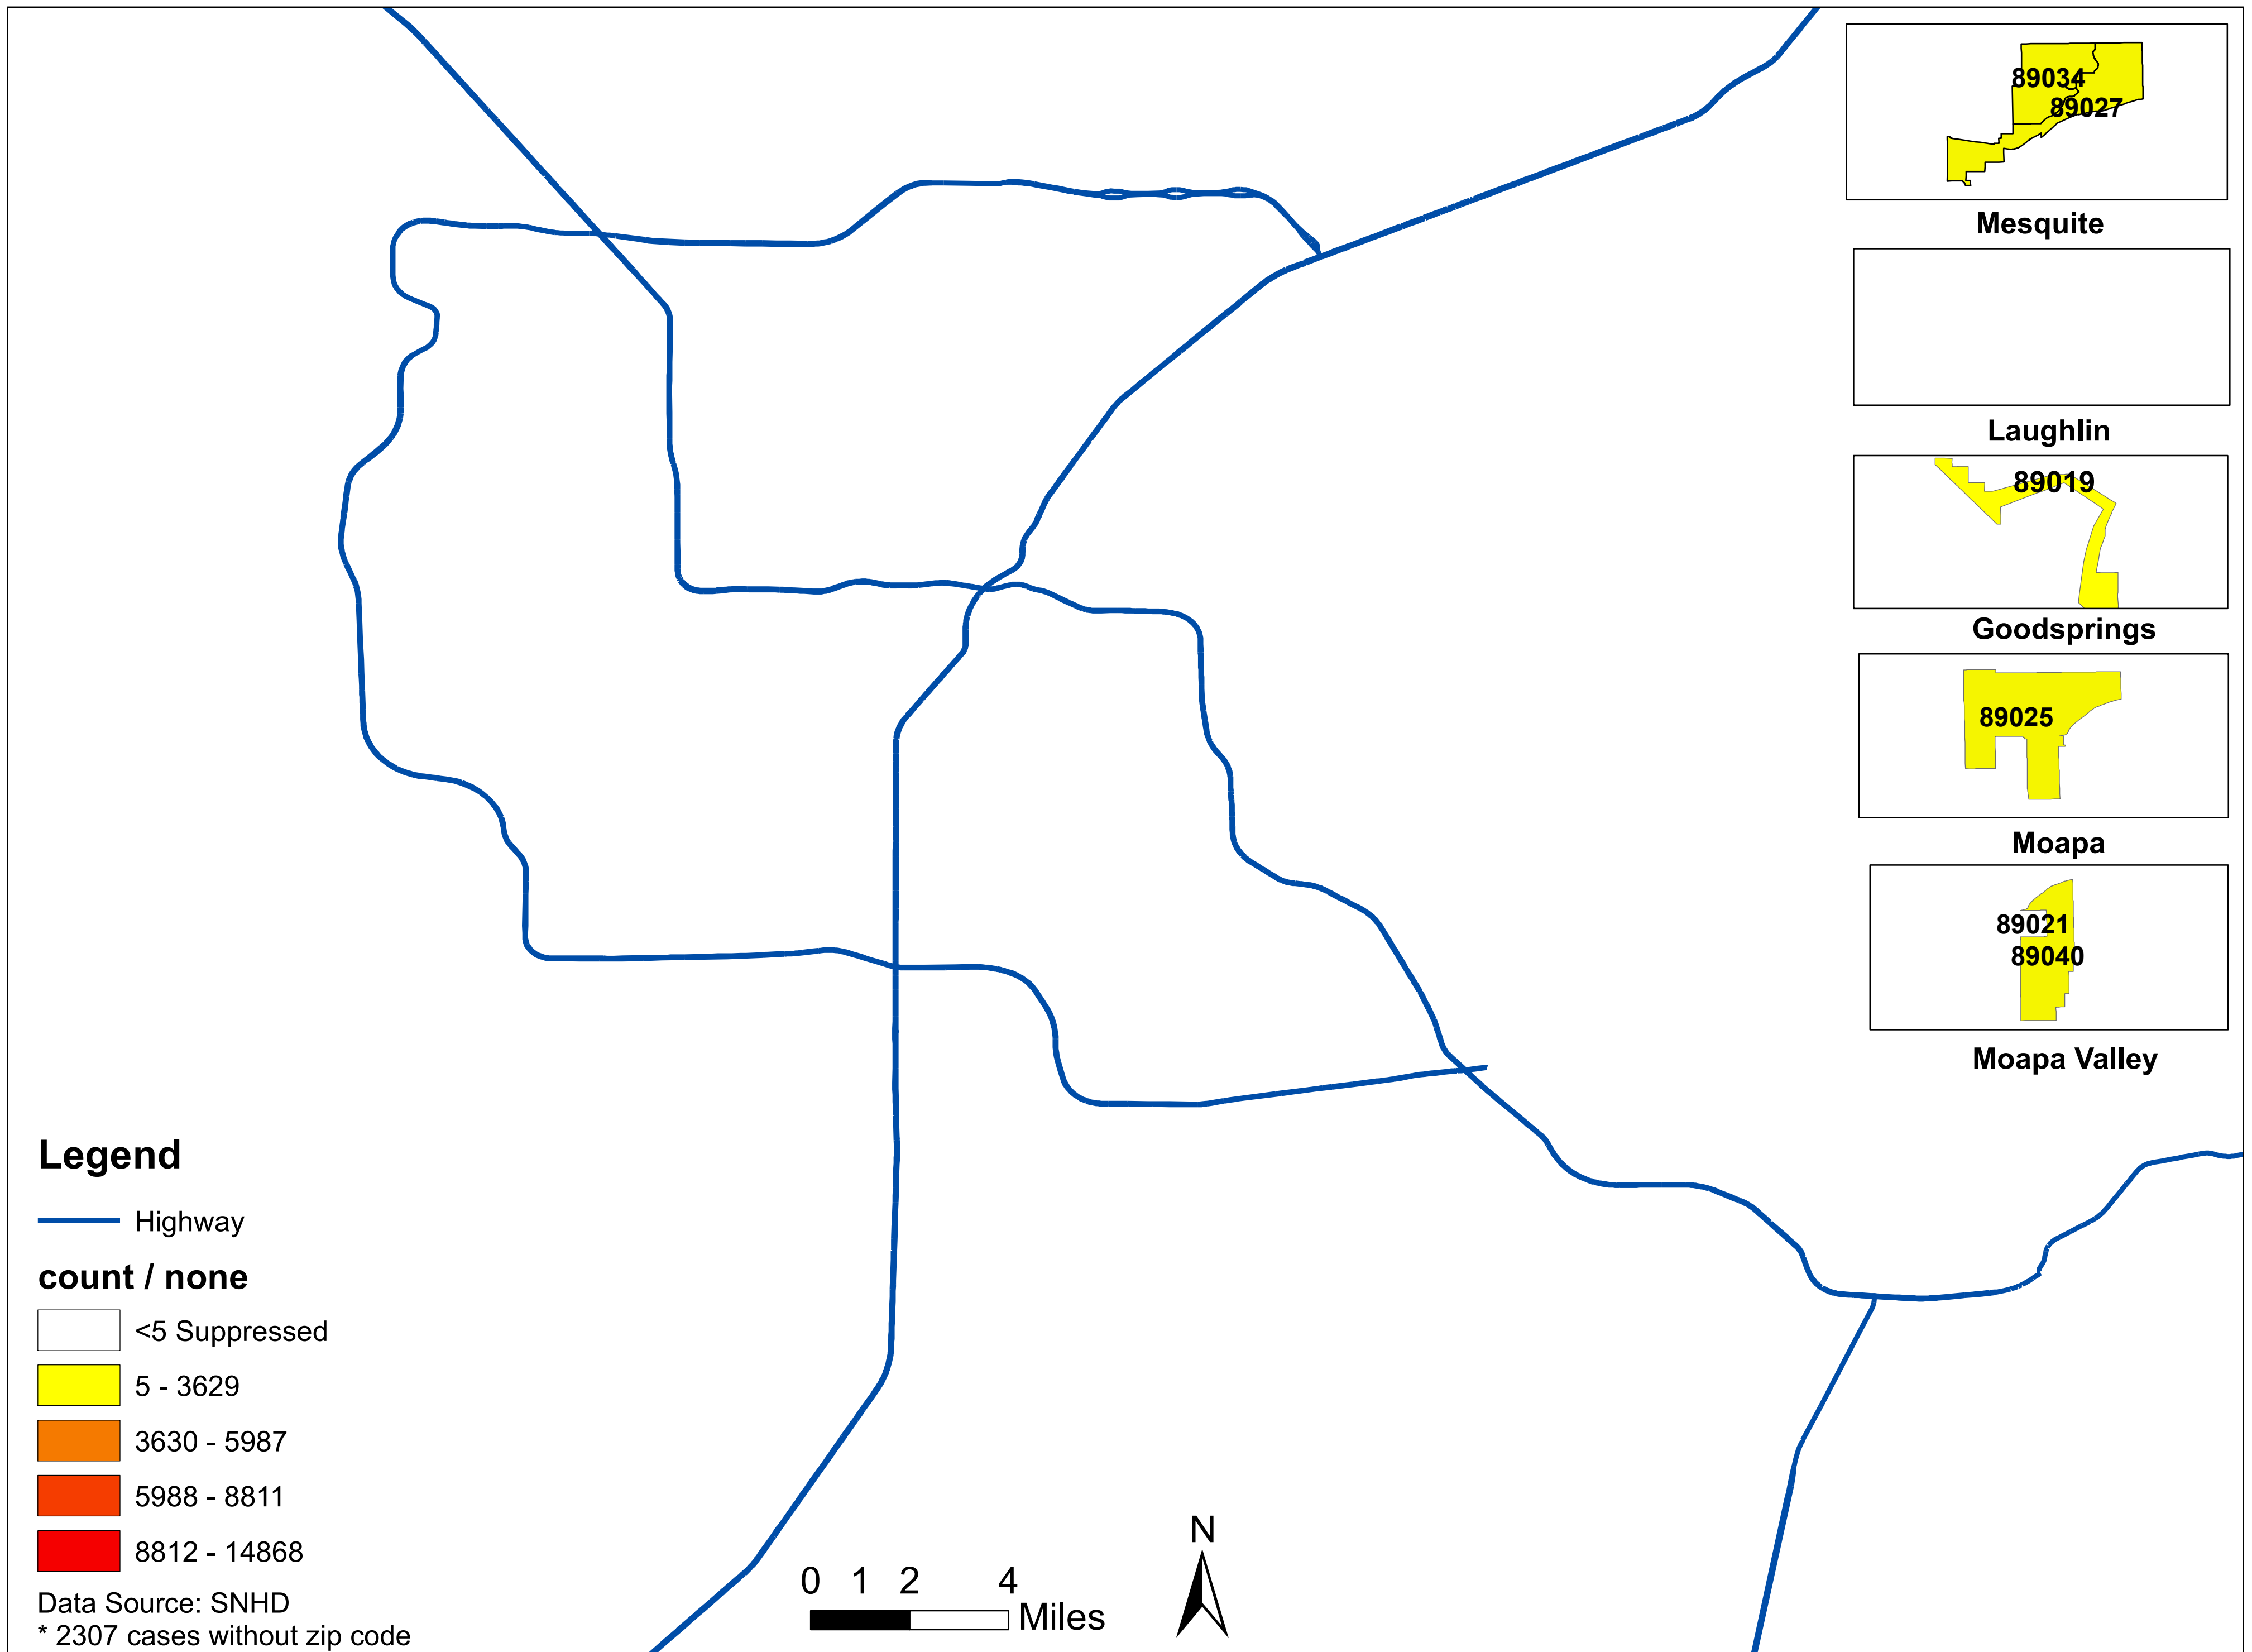 89034
89027
Mesquite
Laughlin
89019
Goodsprings
89025
Moapa
89021
89040
Moapa Valley
Legend
Highway
count / none
<5 Suppressed
5 - 3629
3630 - 5987
5988 - 8811
8812 - 14868
Data Source: SNHD
* 2307 cases without zip code
0 1 2 4
Miles
N